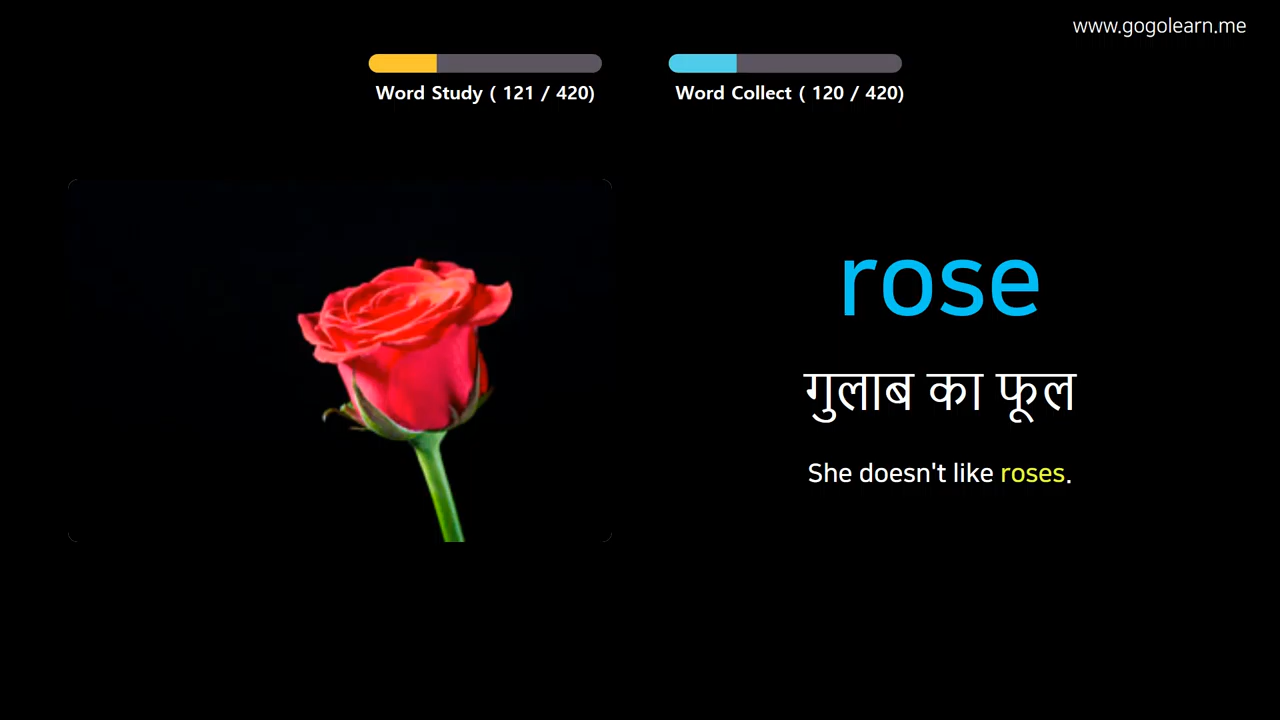 www.gogolearn.me
Word Study ( 121 / 420)
Word Collect ( 120 / 420)
rose
गुलाब का फूल
She doesn't like roses.